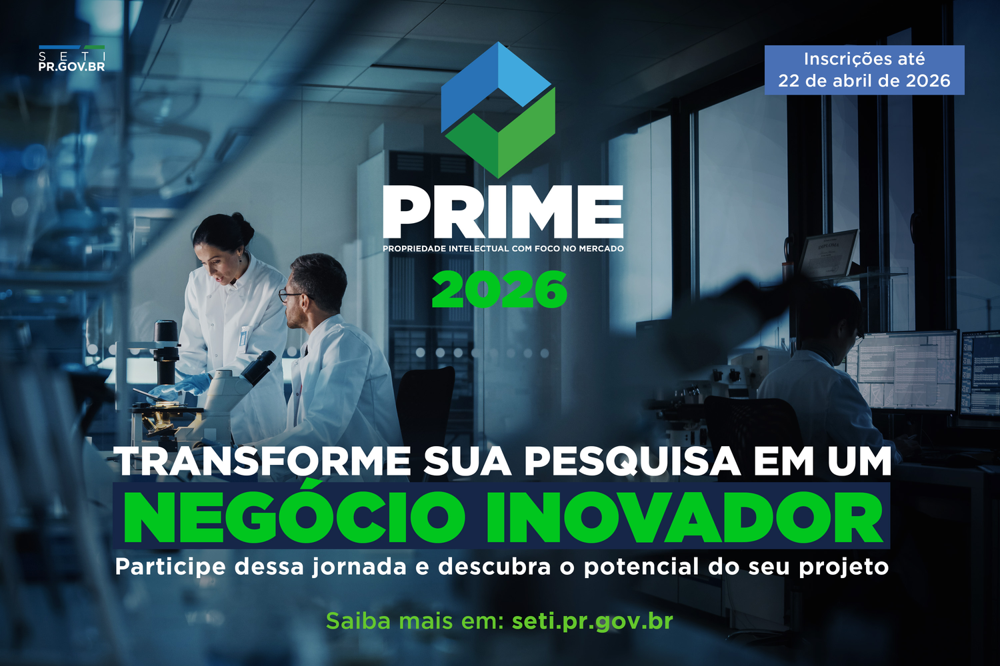 SETI
PR.GOV.BR
Inscrições até
22 de abril de 2026
PRIME
PROPRIEDADE INTELECTUAL COM FOCO NO MERCADO
2026
DIPLOMA
TRANSFORME SUA PESQUISA EM UM
NEGÓCIO INOVADOR
Participe dessa jornada e descubra o potencial do seu projeto
Saiba mais em: seti.pr.gov.br